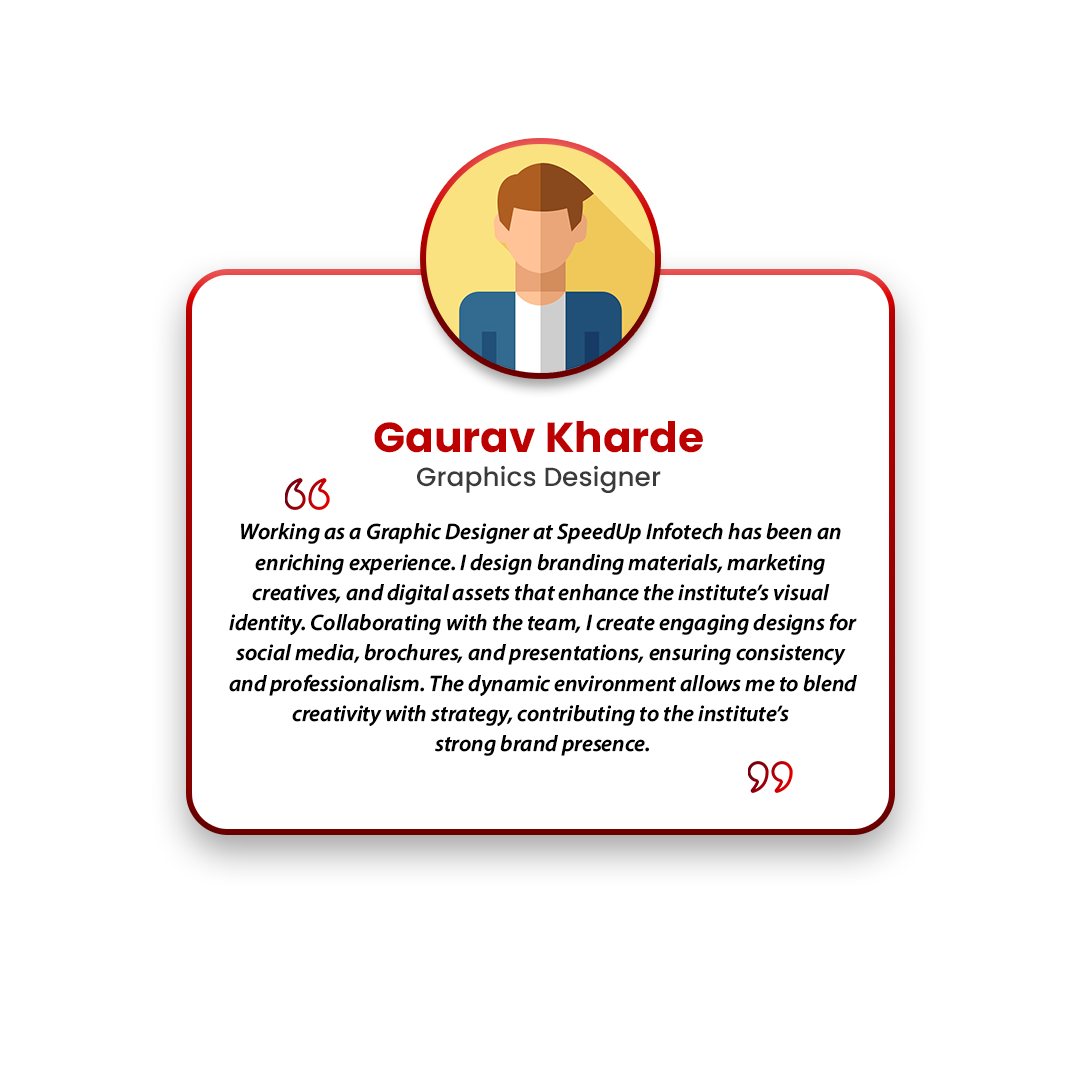 Gaurav Kharde
Graphics Designer
Working as a Graphic Designer at SpeedUp Infotech has been an
enriching experience. I design branding materials, marketing
creatives, and digital assets that enhance the institute’s visual
identity. Collaborating with the team, I create engaging designs for
social media, brochures, and presentations, ensuring consistency
and professionalism. The dynamic environment allows me to blend
creativity with strategy, contributing to the institute’s
strong brand presence.